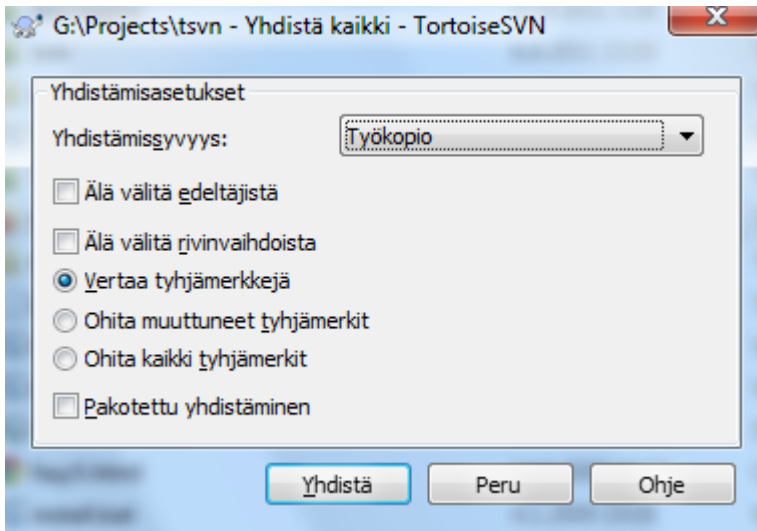 G:\Projects\tsvn - Yhdistä kaikki - TortoiseSVN
Yhdistämisasetukset
Yhdistämissyvyys: Työkopio
Älä välitä edeltäjistä
Älä välitä rivinvaihdoista
Vertaa tyhjämerkkejä
Ohita muuttuneet tyhjämerkit
Ohita kaikki tyhjämerkit
Pakotettu yhdistäminen
Yhdistä Peru Ohje